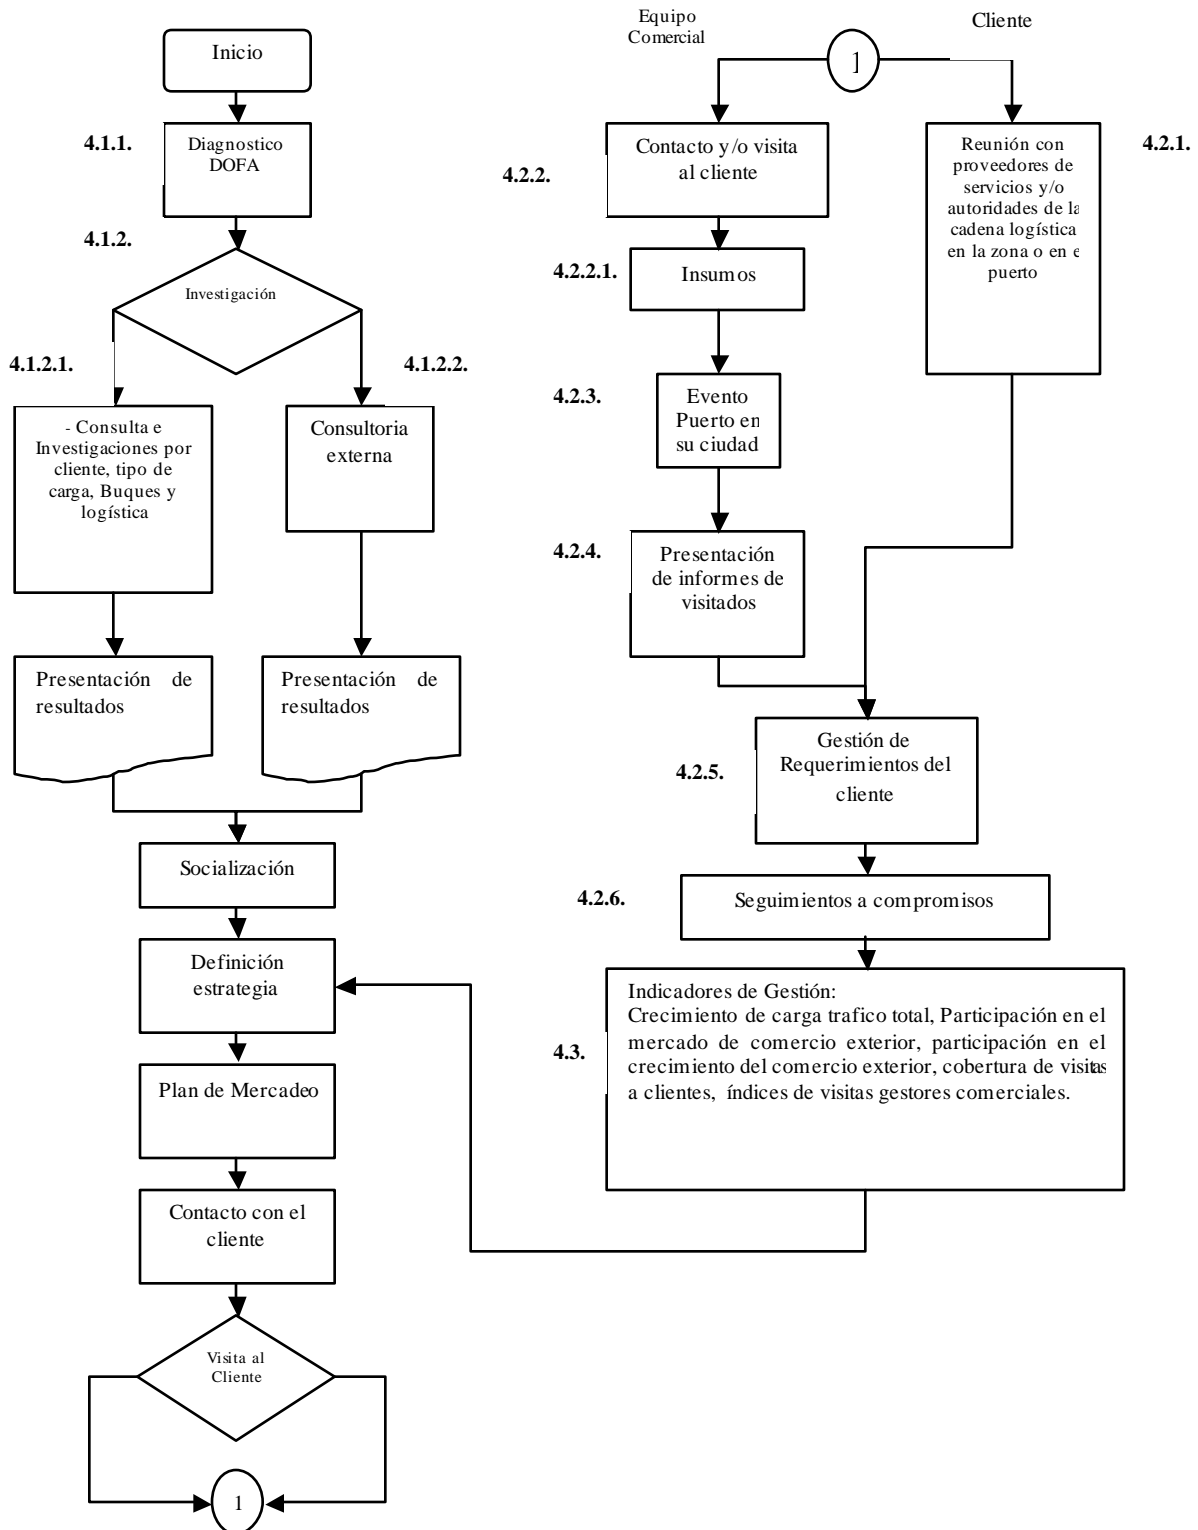 Inicio
4.1.1.
Diagnostico
DOFA
4.1.2.
Investigación
4.1.2.1.
4.1.2.2.
- Consulta e
Investigaciones por
cliente, tipo de
carga, Buques y
logística
Consultoria
externa
Presentación de
resultados
Presentación de
resultados
Socialización
Definición
estrategia
Plan de Mercadeo
Contacto con el
cliente
Visita al
Cliente
1
Equipo
Comercial
Cliente
1
4.2.2.
Contacto y/o visita
al cliente
4.2.1.
Reunión con
proveedores de
servicios y/o
autoridades de la
cadena logística
en la zona o en e
puerto
4.2.2.1.
Insumos
4.2.3.
Evento
Puerto en
su ciudad
4.2.4.
Presentación
de informes de
visitados
4.2.5.
Gestión de
Requerimientos del
cliente
4.2.6.
Seguimientos a compromisos
4.3.
Indicadores de Gestión:
Crecimiento de carga trafico total, Participación en el
mercado de comercio exterior, participación en el
crecimiento del comercio exterior, cobertura de visitas
a clientes, índices de visitas gestores comerciales.